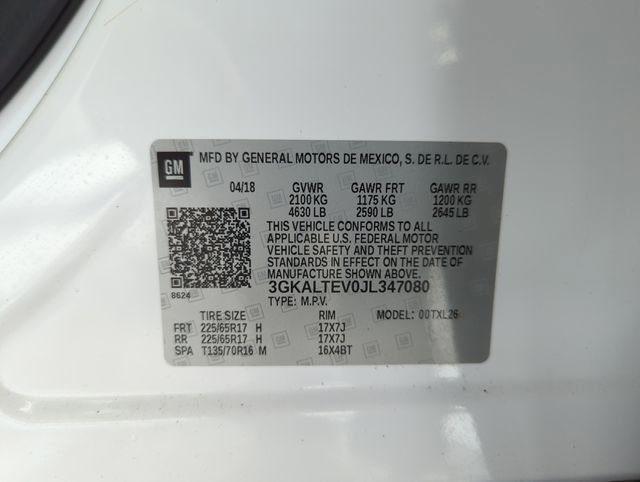 GM
MFD BY GENERAL MOTORS DE MEXICO, S. DE R.L. DE C.V.
04/18 GVWR GAWR FRT GAWR RR
2100 KG 1175 KG 1200 KG
4630 LB 2590 LB 2645 LB
THIS VEHICLE CONFORMS TO ALL
APPLICABLE U.S. FEDERAL MOTOR
VEHICLE SAFETY AND THEFT PREVENTION
STANDARDS IN EFFECT ON THE DATE
OF MANUFACTURE SHOWN ABOVE.
8624 3GKALTEV0JL347080
TYPE: M.P.V.
TIRE SIZE RIM MODEL: 00TXL26
FRT 225/65R17 H 17X7J
RR 225/65R17 H 17X7J
SPA T135/70R16 M 16X4BT